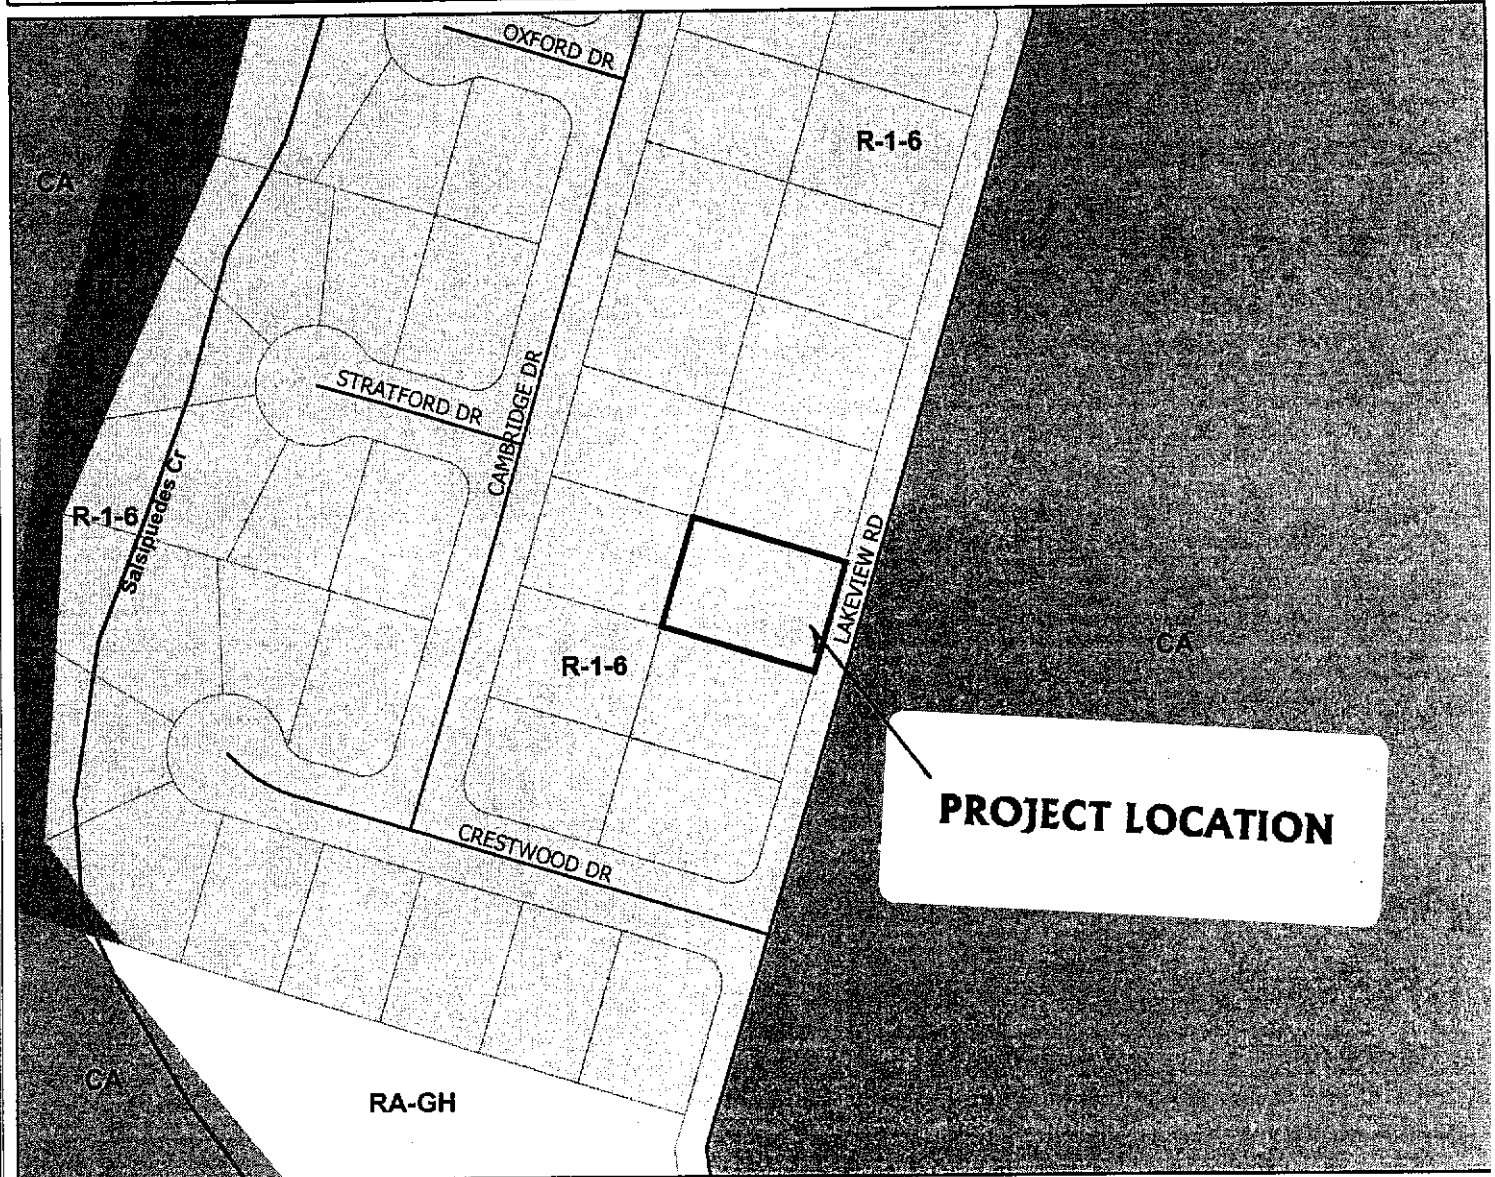 OXFORD DR
R-1-6
CA
STRATFORD DR
CAMBRIDGE DR
R-1-6
Salsipuedes Cr
LAKEVIEW RD
CA
R-1-6
PROJECT LOCATION
CRESTWOOD DR
CA
RA-GH